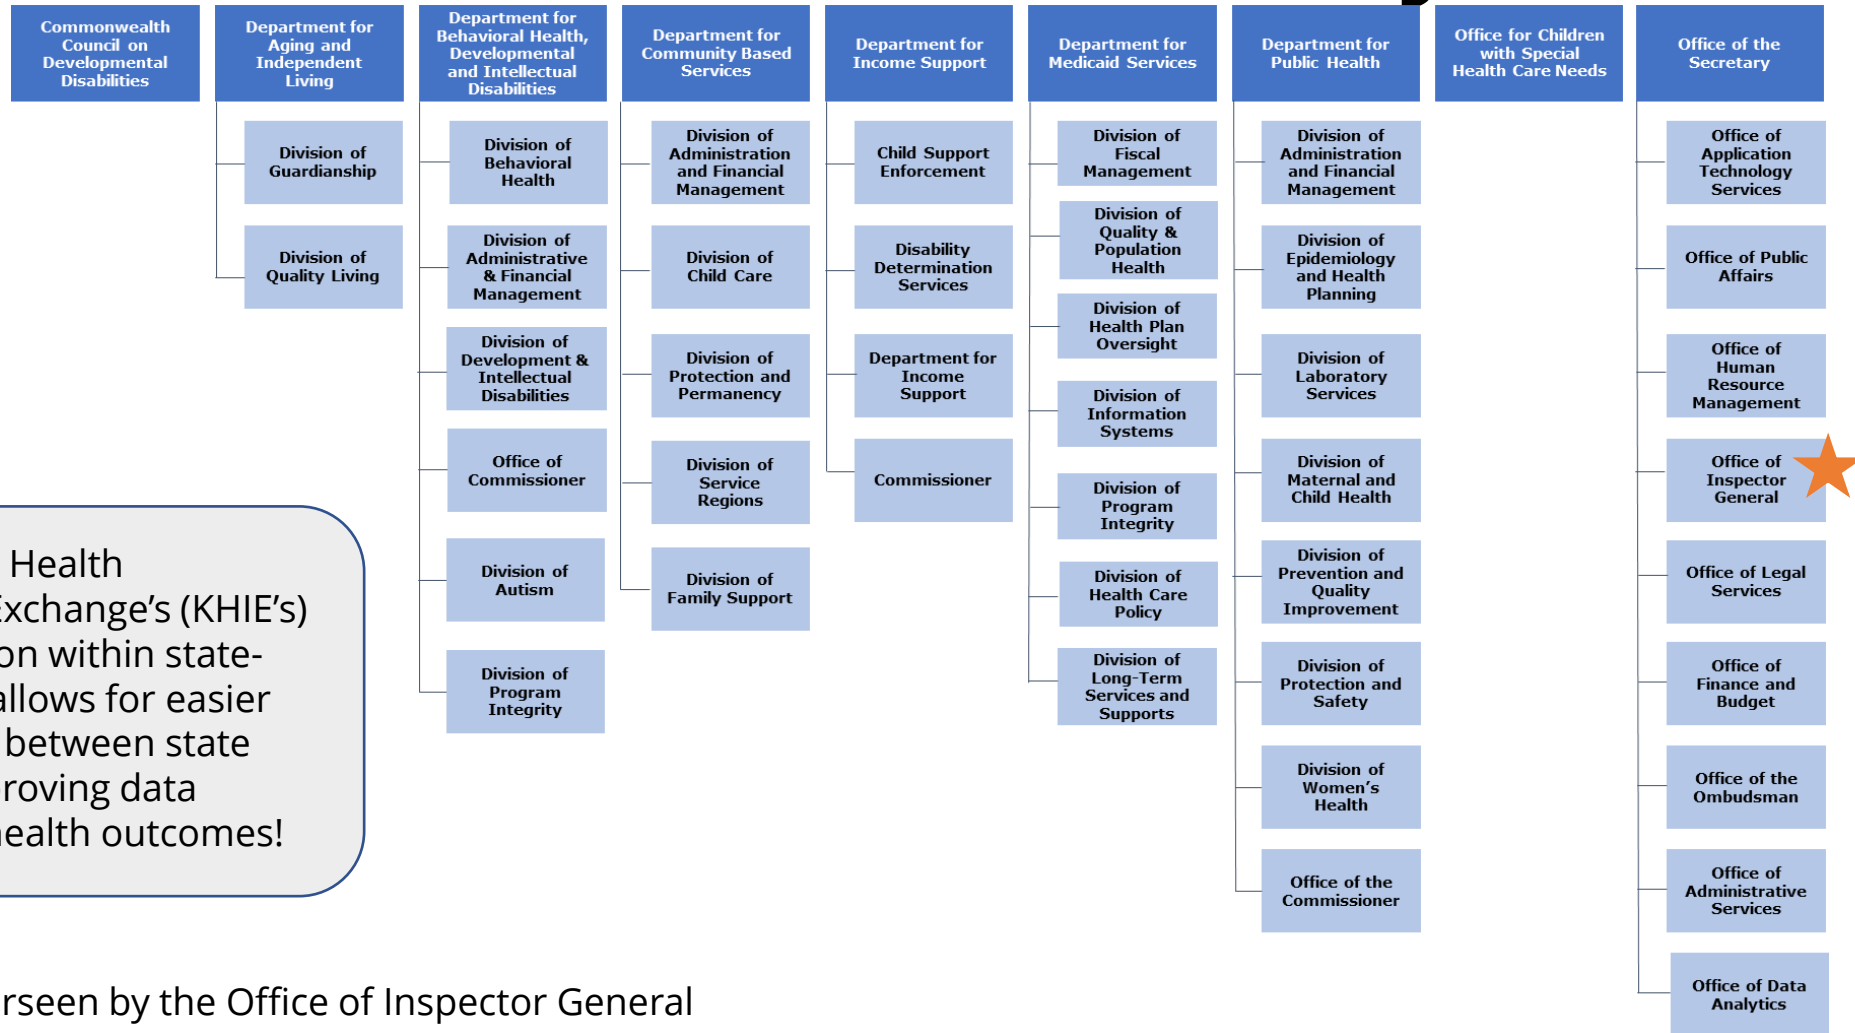 Commonwealth
Council on
Developmental
Disabilities
Department for
Aging and
Independent
Living
Division of
Guardianship
Division of
Quality Living
Department for
Behavioral Health,
Developmental
and Intellectual
Disabilities
Division of
Behavioral
Health
Division of
Administrative
& Financial
Management
Division of
Development &
Intellectual
Disabilities
Office of
Commissioner
Division of
Autism
Division of
Program
Integrity
Department for
Community Based
Services
Division of
Administration
and Financial
Management
Division of
Child Care
Division of
Protection and
Permanency
Division of
Service
Regions
Division of
Family Support
Department for
Income Support
Child Support
Enforcement
Disability
Determination
Services
Department for
Income
Support
Commissioner
Department for
Medicaid Services
Division of
Fiscal
Management
Division of
Quality &
Population
Health
Division of
Health Plan
Oversight
Division of
Information
Systems
Division of
Program
Integrity
Division of
Health Care
Policy
Division of
Long-Term
Services and
Supports
Department for
Public Health
Division of
Administration
and Financial
Management
Division of
Epidemiology
and Health
Planning
Division of
Laboratory
Services
Division of
Maternal and
Child Health
Division of
Prevention and
Quality
Improvement
Division of
Protection and
Safety
Division of
Women's
Health
Office of the
Commissioner
Office for Children
with Special
Health Care Needs
Office of the
Secretary
Office of
Application
Technology
Services
Office of Public
Affairs
Office of
Human
Resource
Management
Office of
Inspector
General
Office of Legal
Services
Office of
Finance and
Budget
Office of the
Ombudsman
Office of
Administrative
Services
Office of Data
Analytics
Health
Exchange’s (KHIE’s)
on within state-
allows for easier
between state
roving data
health outcomes!
rseen by the Office of Inspector General